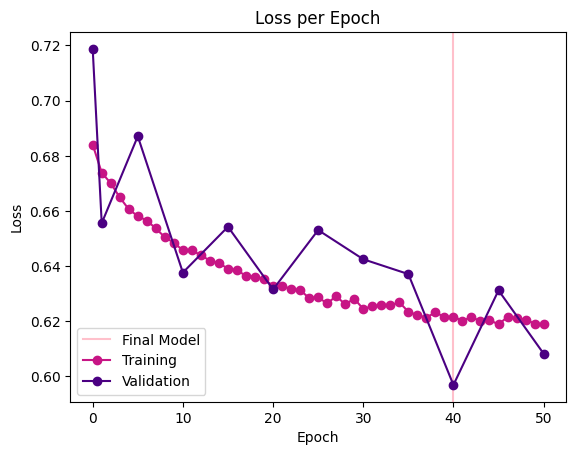 Loss per Epoch
0.72
0.70
0.68
0.66
0.64
0.62
0.60
Loss
Final Model
Training
Validation
0 10 20 30 40 50
Epoch